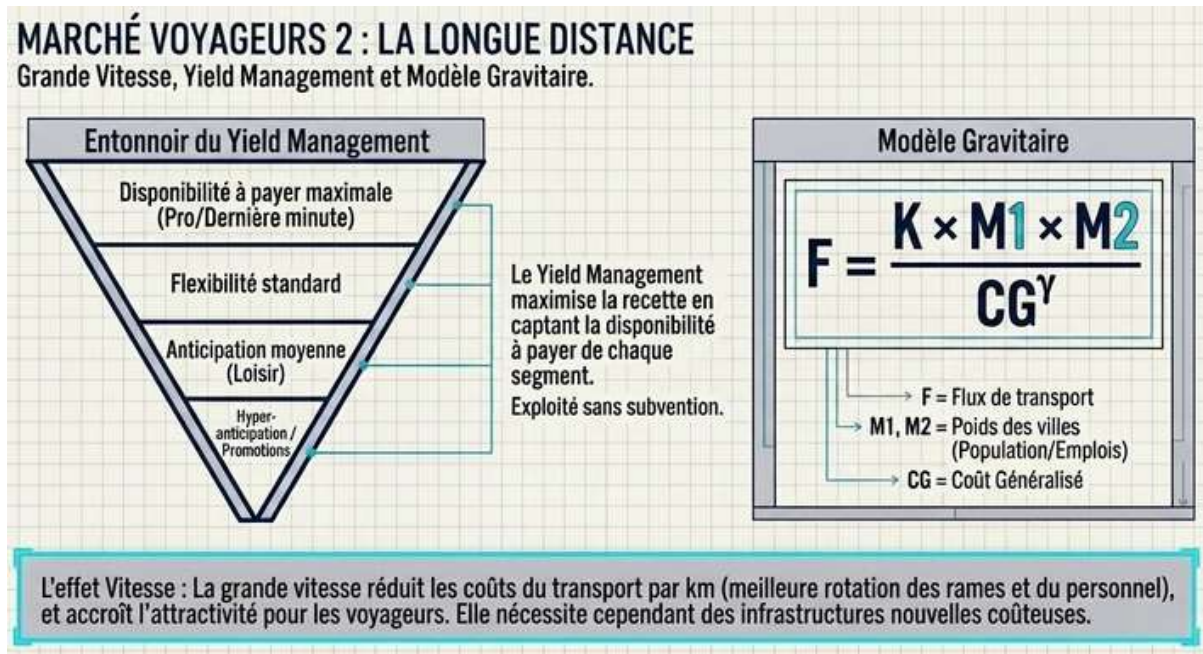 MARCHÉ VOYAGEURS 2 : LA LONGUE DISTANCE
Grande Vitesse, Yield Management et Modèle Gravitaire.
Entonnoir du Yield Management
Disponibilité à payer maximale
(Pro/Dernière minute)
Flexibilité standard
Anticipation moyenne
(Loisir)
Hyper-
anticipation /
Promotions
Le Yield Management
maximise la recette en
captant la disponibilité
à payer de chaque
segment.
Exploité sans subvention.
Modèle Gravitaire
F = K × M1 × M2 / CG^γ
F = Flux de transport
M1, M2 = Poids des villes
(Population/Emplois)
CG = Coût Généralisé
L'effet Vitesse : La grande vitesse réduit les coûts du transport par km (meilleure rotation des rames et du personnel),
et accroît l'attractivité pour les voyageurs. Elle nécessite cependant des infrastructures nouvelles coûteuses.